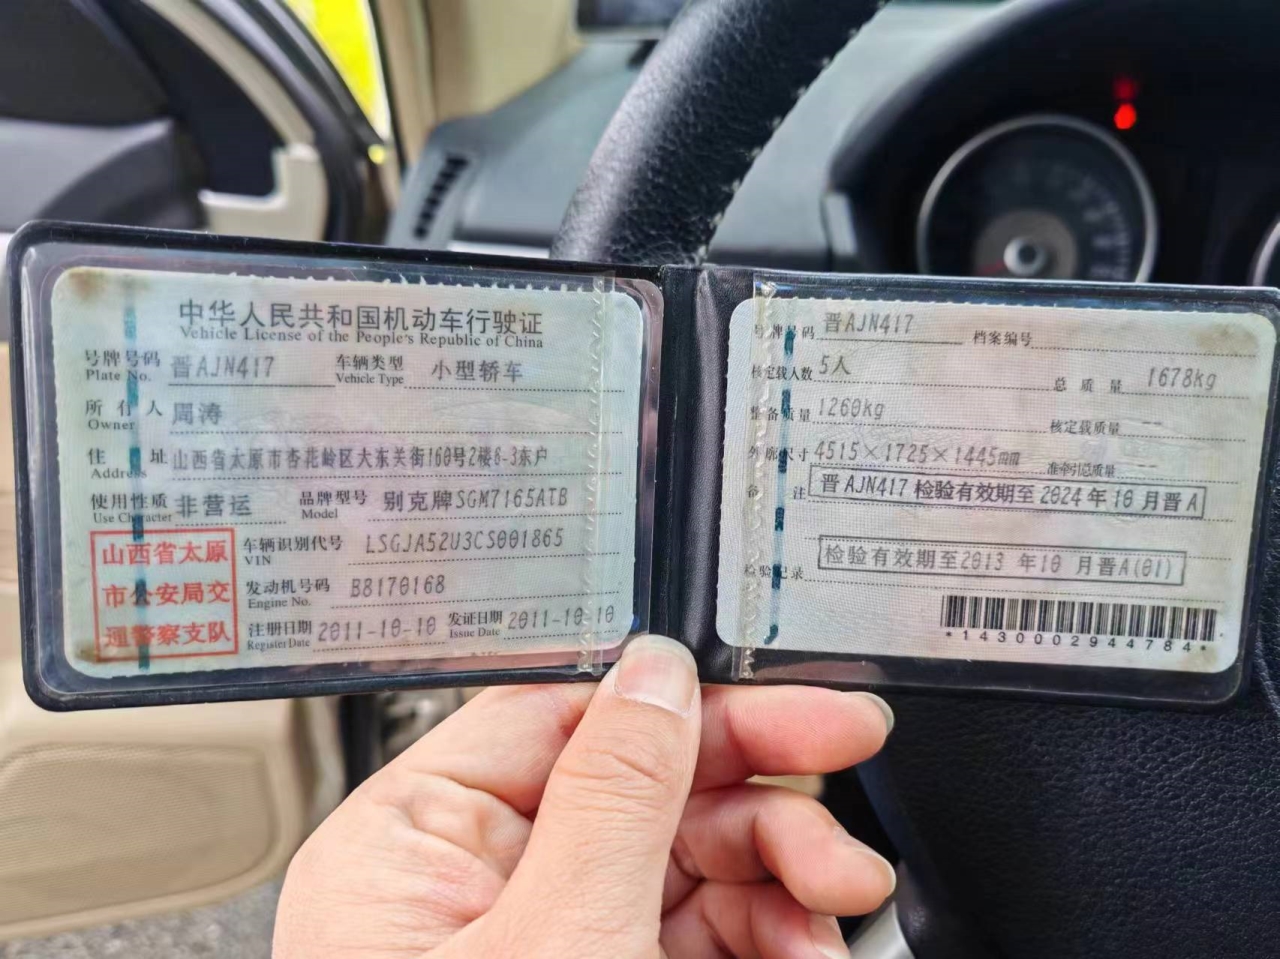 中华人民共和国机动车行驶证
Vehicle License of the People's Republic of China
号牌号码 晋AJN417 车辆类型 小型轿车
Plate No. Vehicle Type
所有人 周涛
Owner
住址 山西省太原市杏花岭区大东关街160号2楼6-3东户
Address
使用性质 非营运 品牌型号 别克牌SGM7165ATB
Use Character Model
山西省太原
市公安局交
通警察支队
车辆识别代号 LSGJA52U3CS001865
VIN
发动机号码 B8170168
Engine No.
注册日期 2011-10-10 发证日期 2011-10-10
Register Date Issue Date
号牌号码 晋AJN417 档案编号
核定载人数 5人 总质量 1678kg
整备质量 1260kg 核定载质量 --
外廓尺寸 4515×1725×1445mm 准牵引总质量 --
备注 晋AJN417 检验有效期至2024年10月晋A
检验记录 检验有效期至2013 年10 月晋A(01)
*1430002944784*